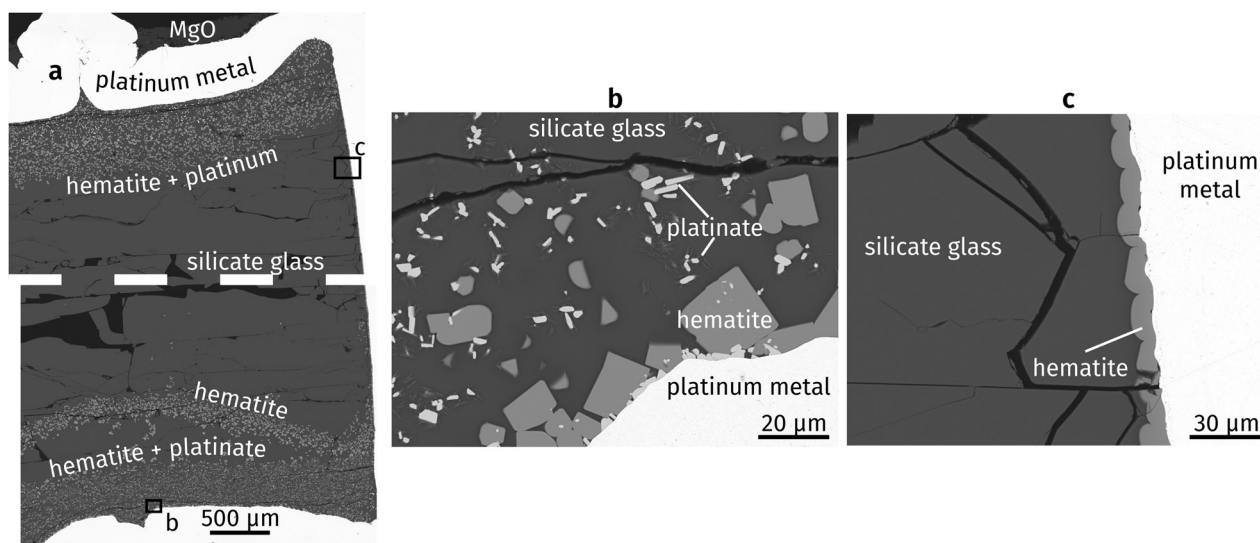 MgO
a
platinum metal
c
hematite + platinum
silicate glass
hematite
hematite + platinate
b
500 µm
b
silicate glass
platinate
hematite
platinum metal
20 µm
c
platinum
metal
silicate glass
hematite
30 µm